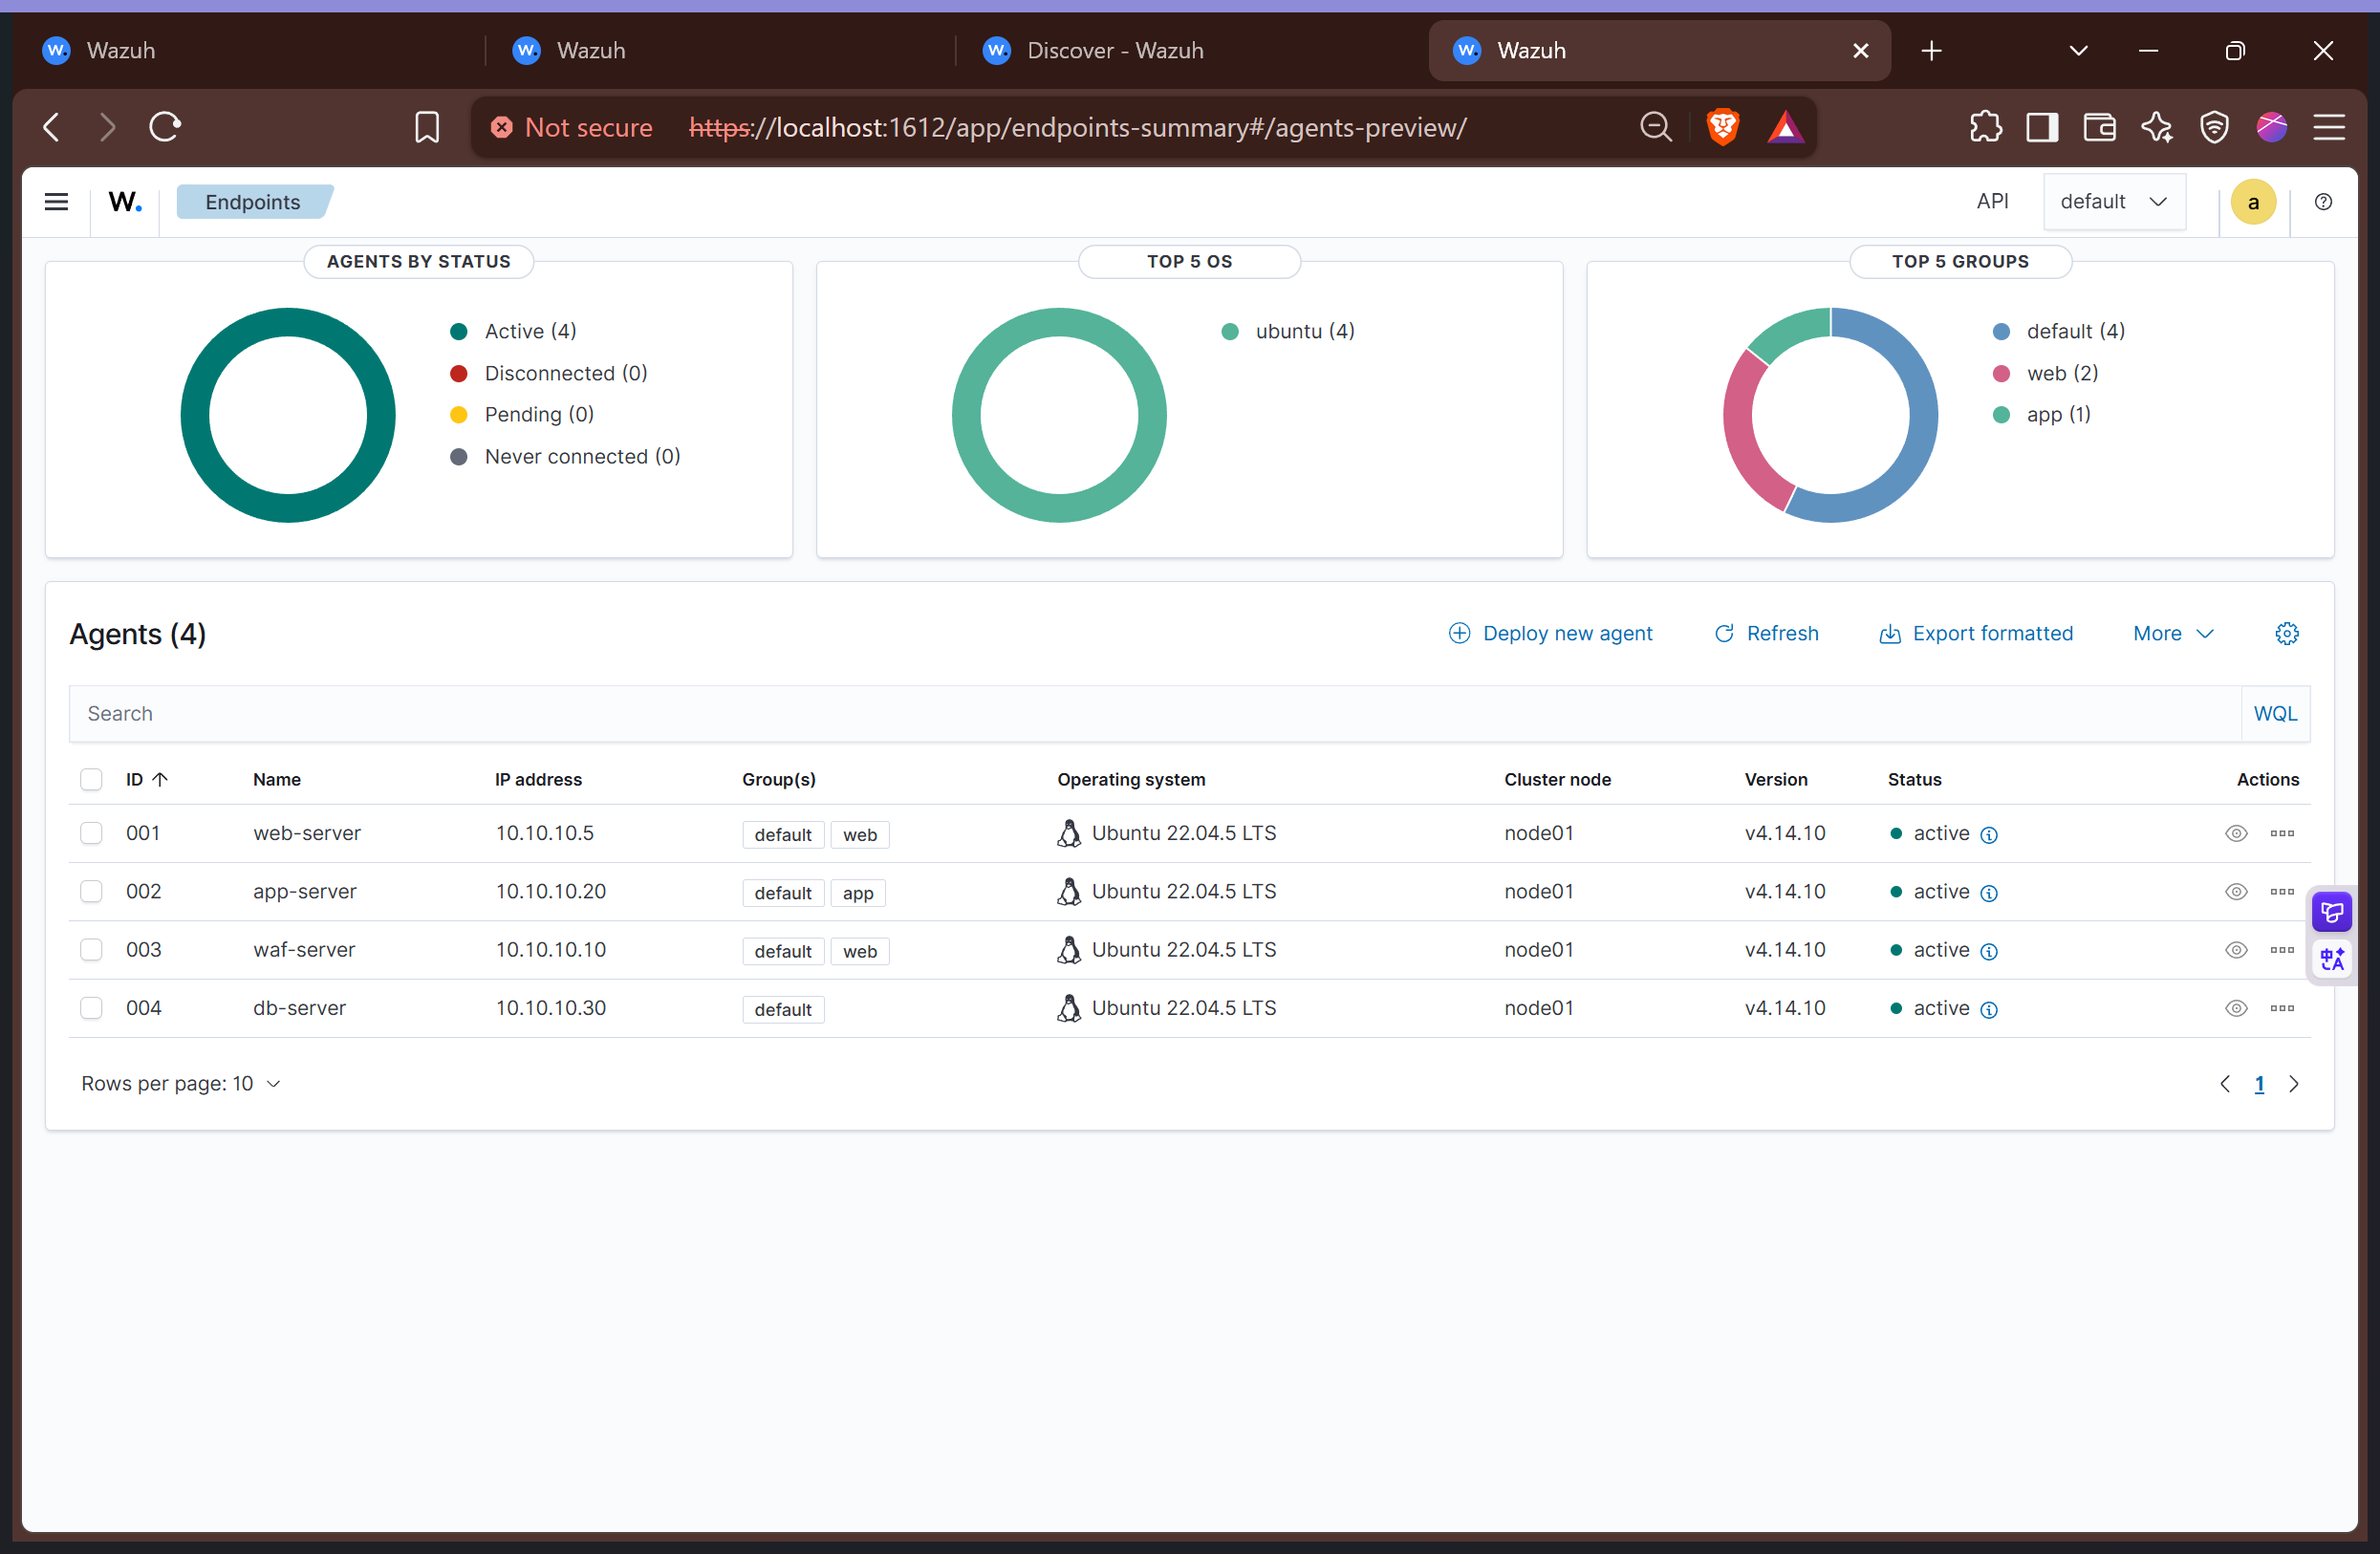 Wazuh Wazuh Discover - Wazuh Wazuh
Not secure https://localhost:1612/app/endpoints-summary#/agents-preview/
W. Endpoints API default a
AGENTS BY STATUS
Active (4)
Disconnected (0)
Pending (0)
Never connected (0)
TOP 5 OS
ubuntu (4)
TOP 5 GROUPS
default (4)
web (2)
app (1)
Agents (4) Deploy new agent Refresh Export formatted More
Search WQL
ID Name IP address Group(s) Operating system Cluster node Version Status Actions
001 web-server 10.10.10.5 default web Ubuntu 22.04.5 LTS node01 v4.14.10 active
002 app-server 10.10.10.20 default app Ubuntu 22.04.5 LTS node01 v4.14.10 active
003 waf-server 10.10.10.10 default web Ubuntu 22.04.5 LTS node01 v4.14.10 active
004 db-server 10.10.10.30 default Ubuntu 22.04.5 LTS node01 v4.14.10 active
Rows per page: 10 1